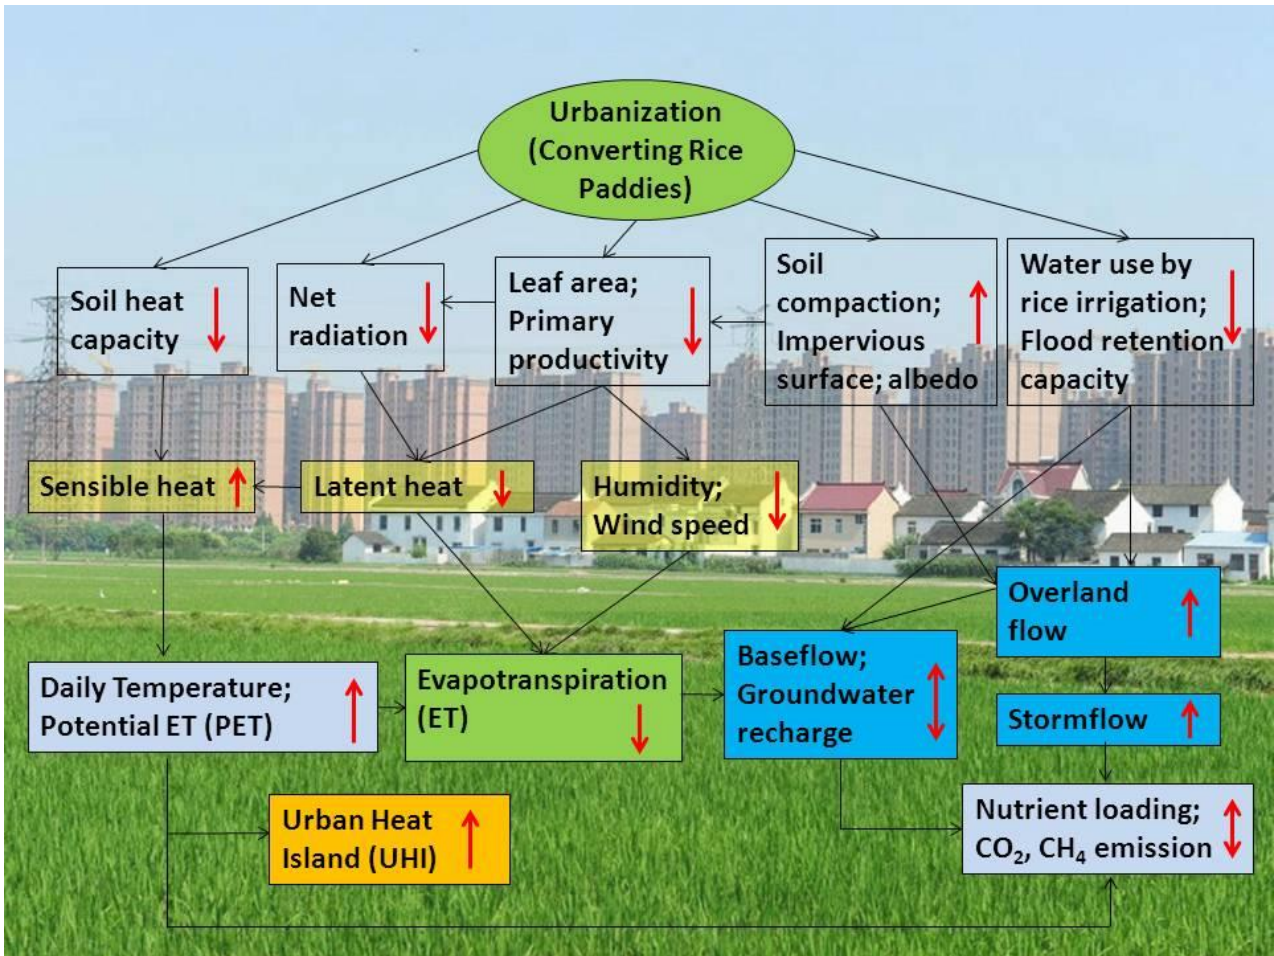 Urbanization
(Converting Rice
Paddies)
Soil heat
capacity
Net
radiation
Leaf area;
Primary
productivity
Soil
compaction;
Impervious
surface; albedo
Water use by
rice irrigation;
Flood retention
capacity
Sensible heat
Latent heat
Humidity;
Wind speed
Overland
flow
Daily Temperature;
Potential ET (PET)
Evapotranspiration
(ET)
Baseflow;
Groundwater
recharge
Stormflow
Urban Heat
Island (UHI)
Nutrient loading;
CO₂, CH₄ emission